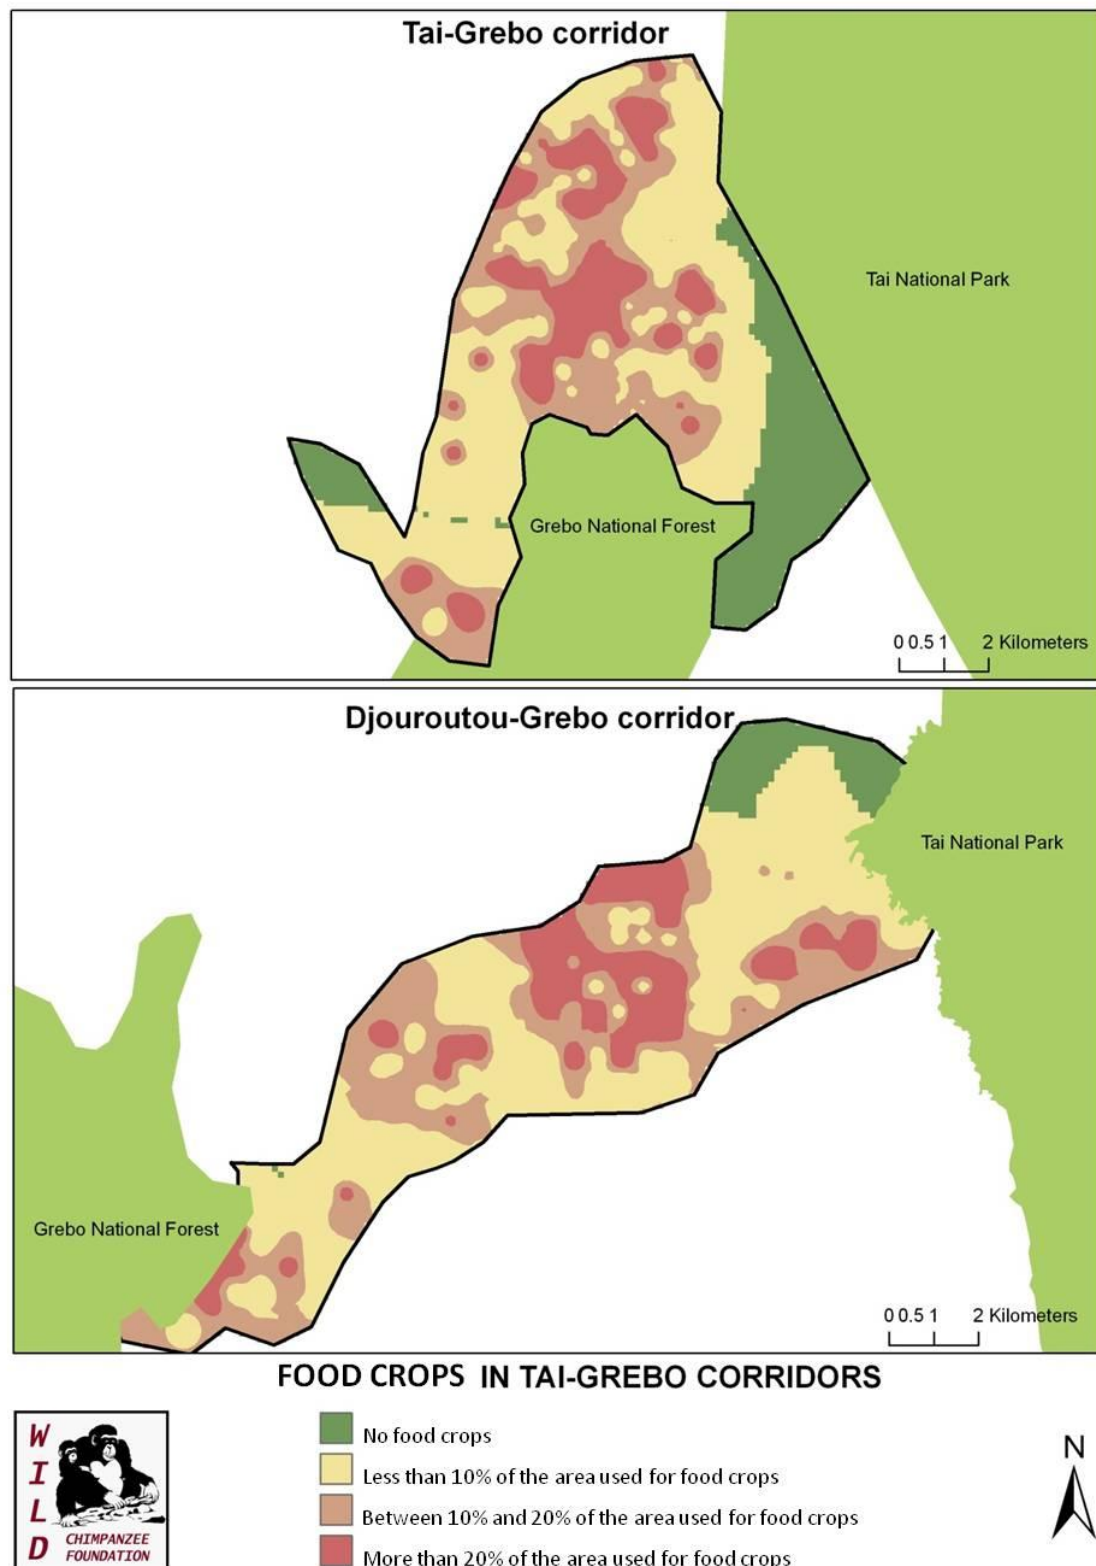 Tai-Grebo corridor
Tai National Park
Grebo National Forest
0 0.5 1 2 Kilometers
Djouroutou-Grebo corridor
Tai National Park
Grebo National Forest
0 0.5 1 2 Kilometers
FOOD CROPS IN TAI-GREBO CORRIDORS
WILD
CHIMPANZEE
FOUNDATION
No food crops
Less than 10% of the area used for food crops
Between 10% and 20% of the area used for food crops
More than 20% of the area used for food crops
N